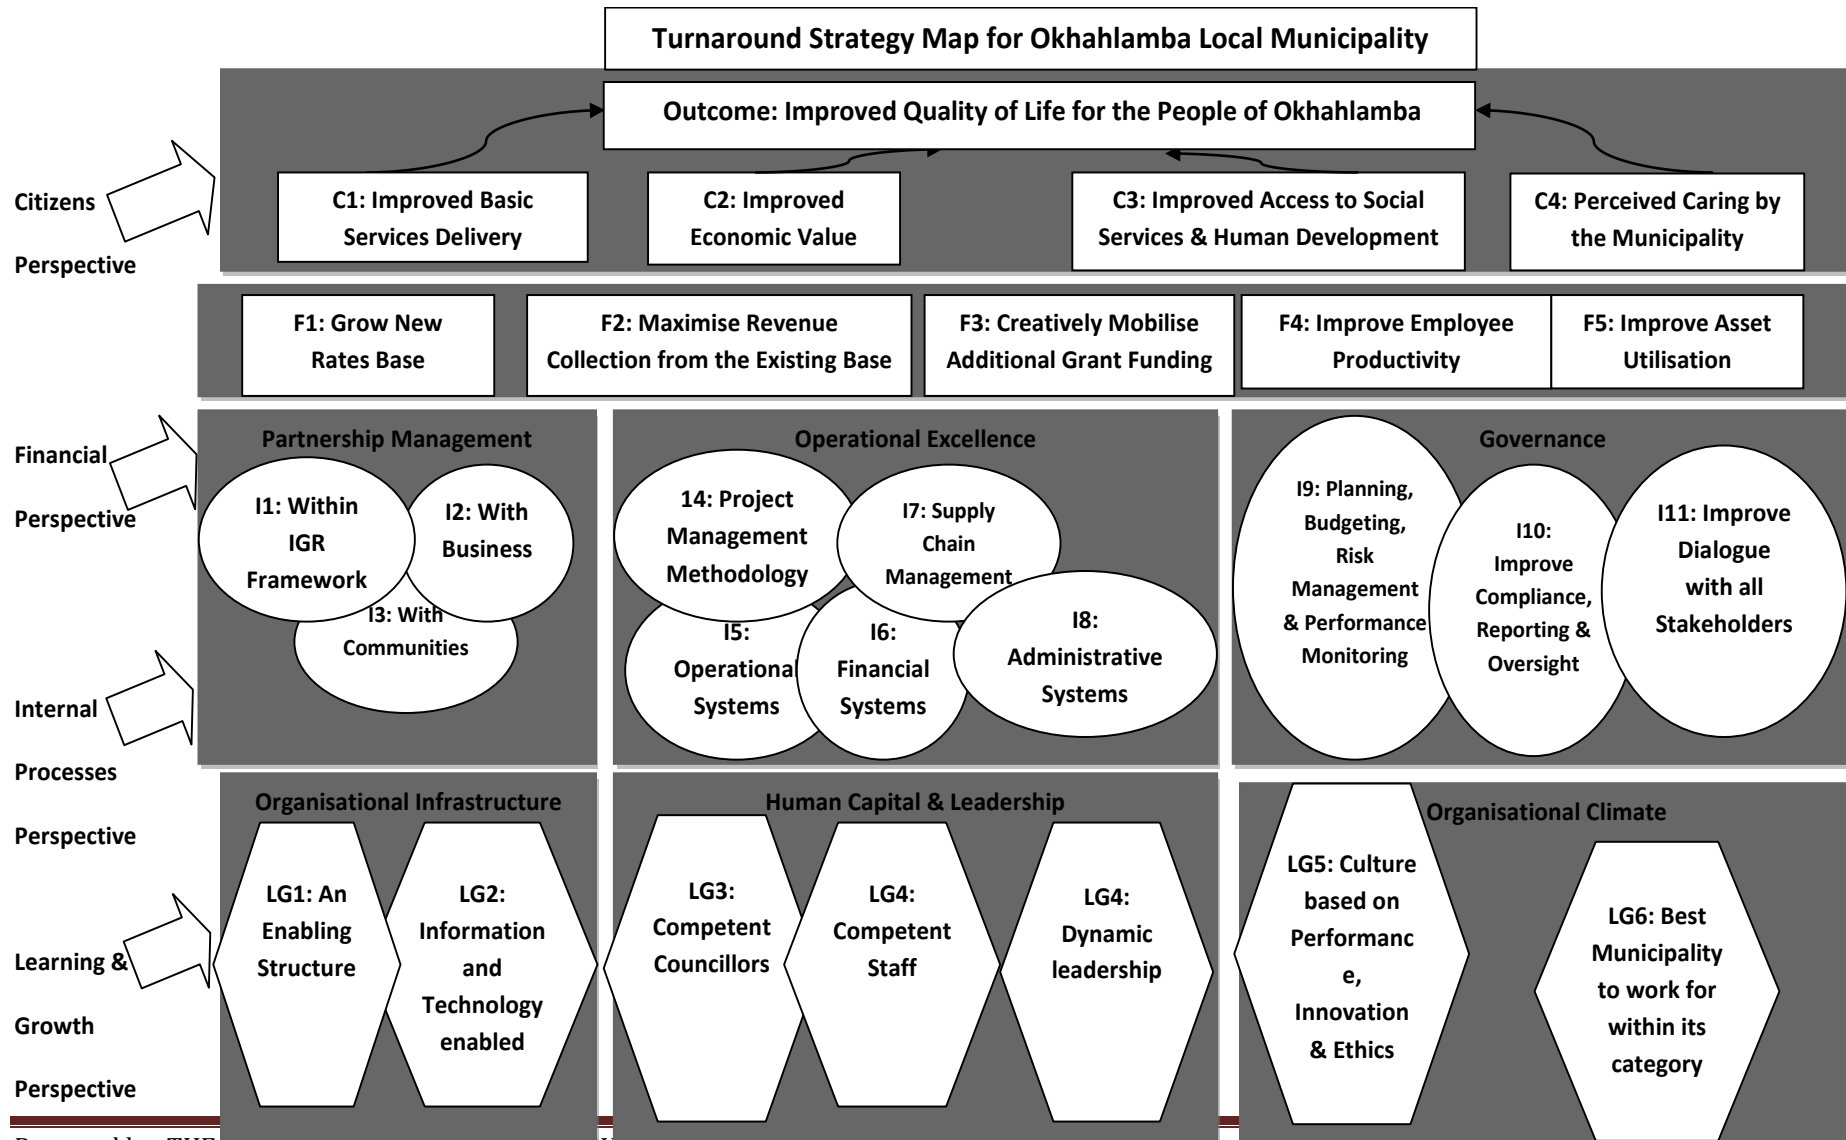 Turnaround Strategy Map for Okhahlamba Local Municipality
Outcome: Improved Quality of Life for the People of Okhahlamba
Citizens
Perspective
C1: Improved Basic
Services Delivery
C2: Improved
Economic Value
C3: Improved Access to Social
Services & Human Development
C4: Perceived Caring by
the Municipality
F1: Grow New
Rates Base
F2: Maximise Revenue
Collection from the Existing Base
F3: Creatively Mobilise
Additional Grant Funding
F4: Improve Employee
Productivity
F5: Improve Asset
Utilisation
Financial
Perspective
Partnership Management
I1: Within
IGR
Framework
I2: With
Business
I3: With
Communities
Operational Excellence
14: Project
Management
Methodology
I7: Supply
Chain
Management
I5:
Operational
Systems
I6:
Financial
Systems
I8:
Administrative
Systems
Governance
I9: Planning,
Budgeting,
Risk
Management
& Performance
Monitoring
I10:
Improve
Compliance,
Reporting &
Oversight
I11: Improve
Dialogue
with all
Stakeholders
Internal
Processes
Perspective
Organisational Infrastructure
LG1: An
Enabling
Structure
LG2:
Information
and
Technology
enabled
Human Capital & Leadership
LG3:
Competent
Councillors
LG4:
Competent
Staff
LG4:
Dynamic
leadership
Organisational Climate
LG5: Culture
based on
Performanc
e,
Innovation
& Ethics
LG6: Best
Municipality
to work for
within its
category
Learning &
Growth
Perspective